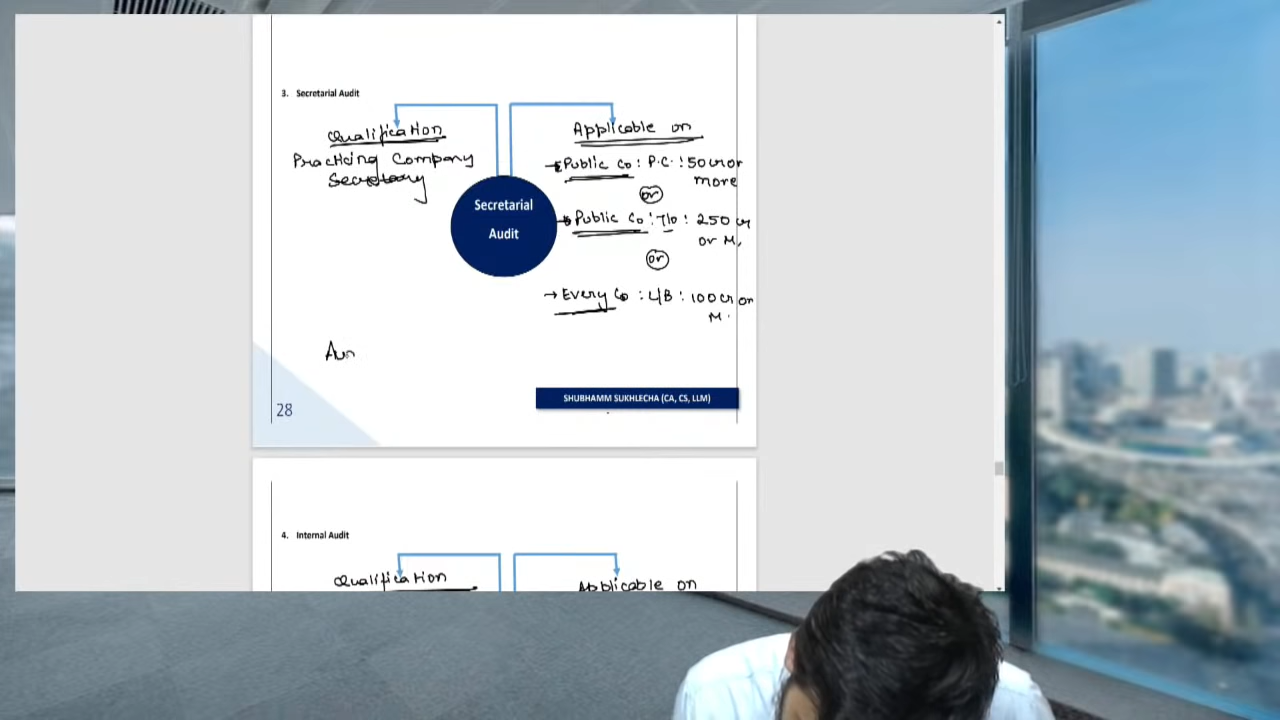 3. Secretarial Audit
Qualification
Practicing Company
Secretary
Applicable on
→ Public Co : P.C. : 50 cr or
more
or
→ Public Co : T/O : 250 cr
or M.
or
→ Every Co : L/B : 100 cr or
M.
Secretarial
Audit
28
SHUBHAMM SUKHLECHA (CA, CS, LLM)
4. Internal Audit
Qualification
Applicable on